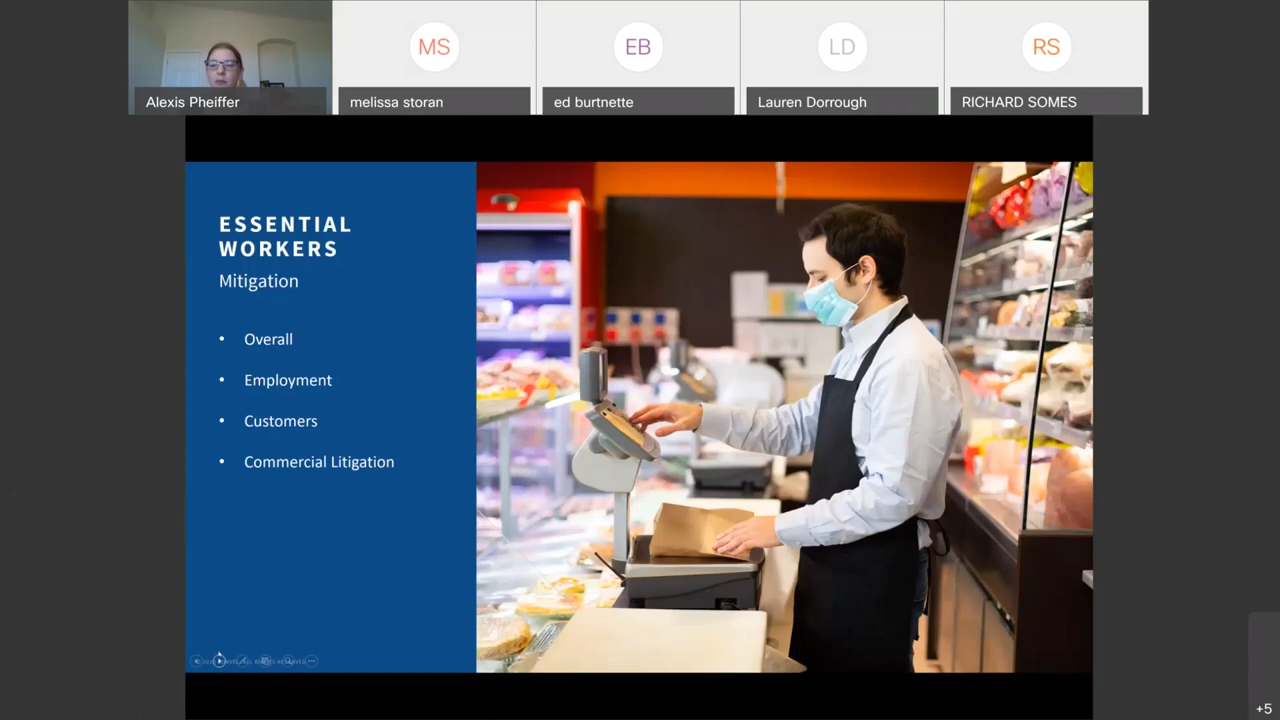 MS
EB
LD
RS
Alexis Pheiffer
melissa storan
ed burtnette
Lauren Dorrough
RICHARD SOMES
ESSENTIAL
WORKERS
Mitigation
• Overall
• Employment
• Customers
• Commercial Litigation
+5